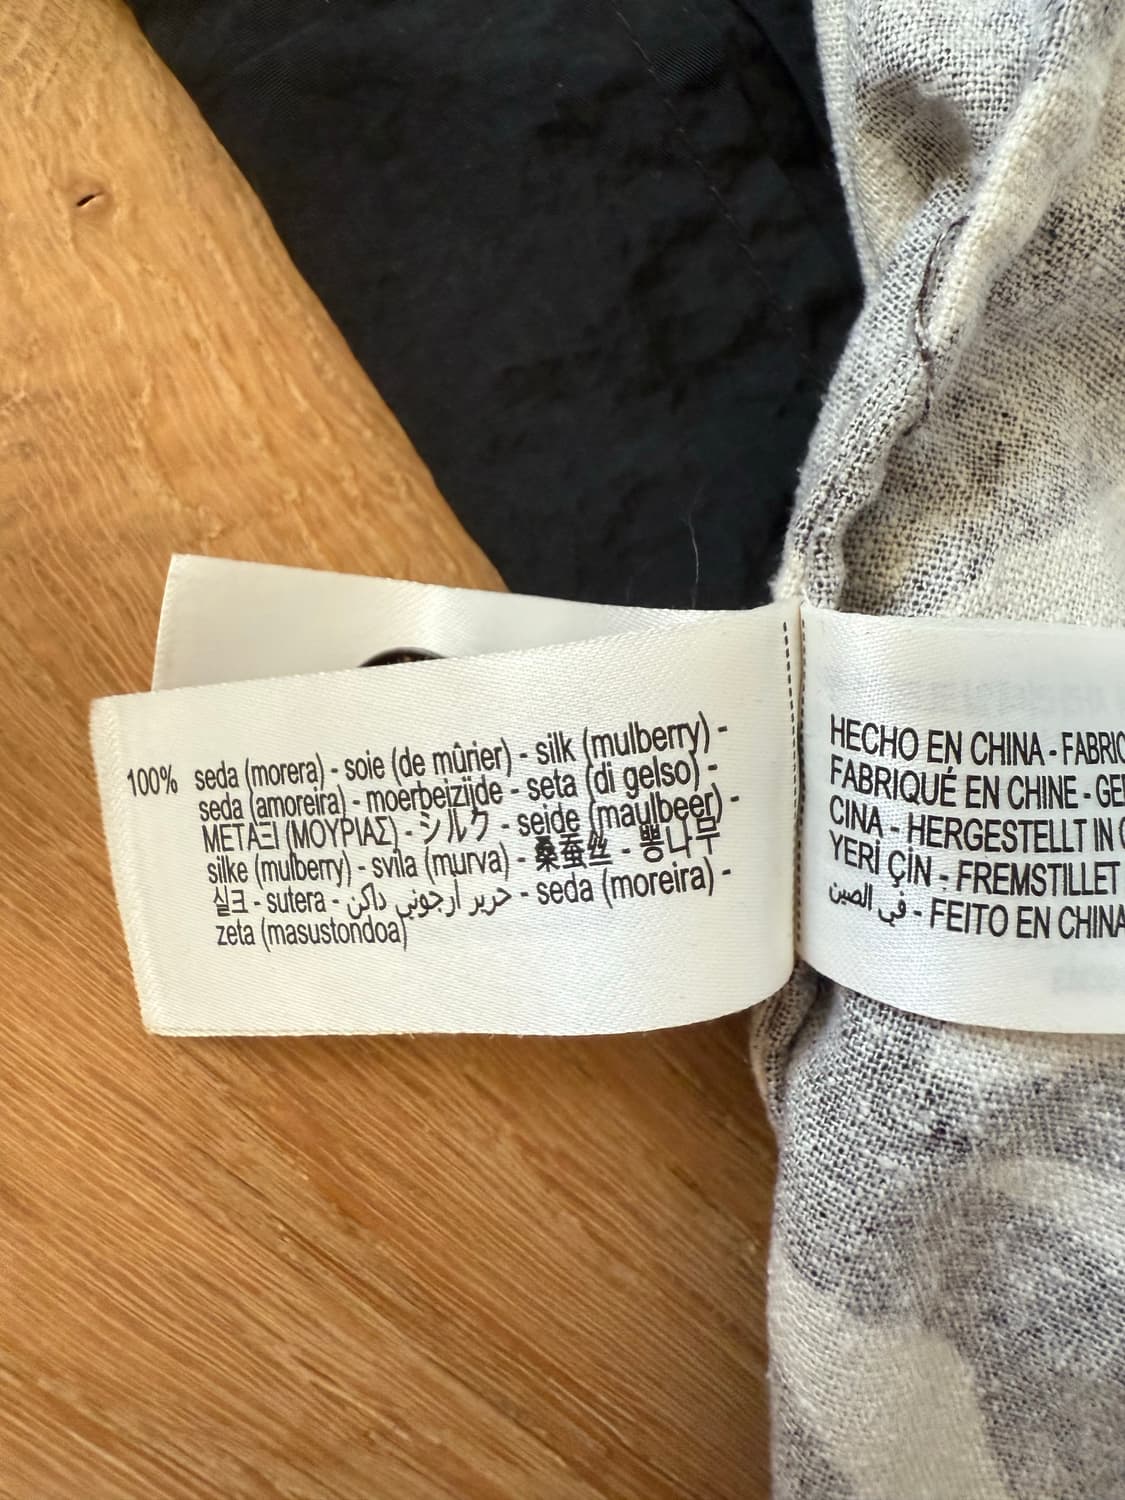 100% seda (morera) - soie (de mûrier) - silk (mulberry) -
seda (amoreira) - moerbeizijde - seta (di gelso) -
ΜΕΤΑΞΙ (ΜΟΥΡΙΑΣ) - シルク - seide (maulbeer) -
silke (mulberry) - svila (murva) - 桑蚕丝 - 뽕나무
실크 - sutera - حرير أرجوني داكن - seda (moreira) -
zeta (masustondoa)
HECHO EN CHINA - FABRIC
FABRIQUÉ EN CHINE - GE
CINA - HERGESTELLT IN
YERİ ÇİN - FREMSTILLET
في الصين - FEITO EN CHINA